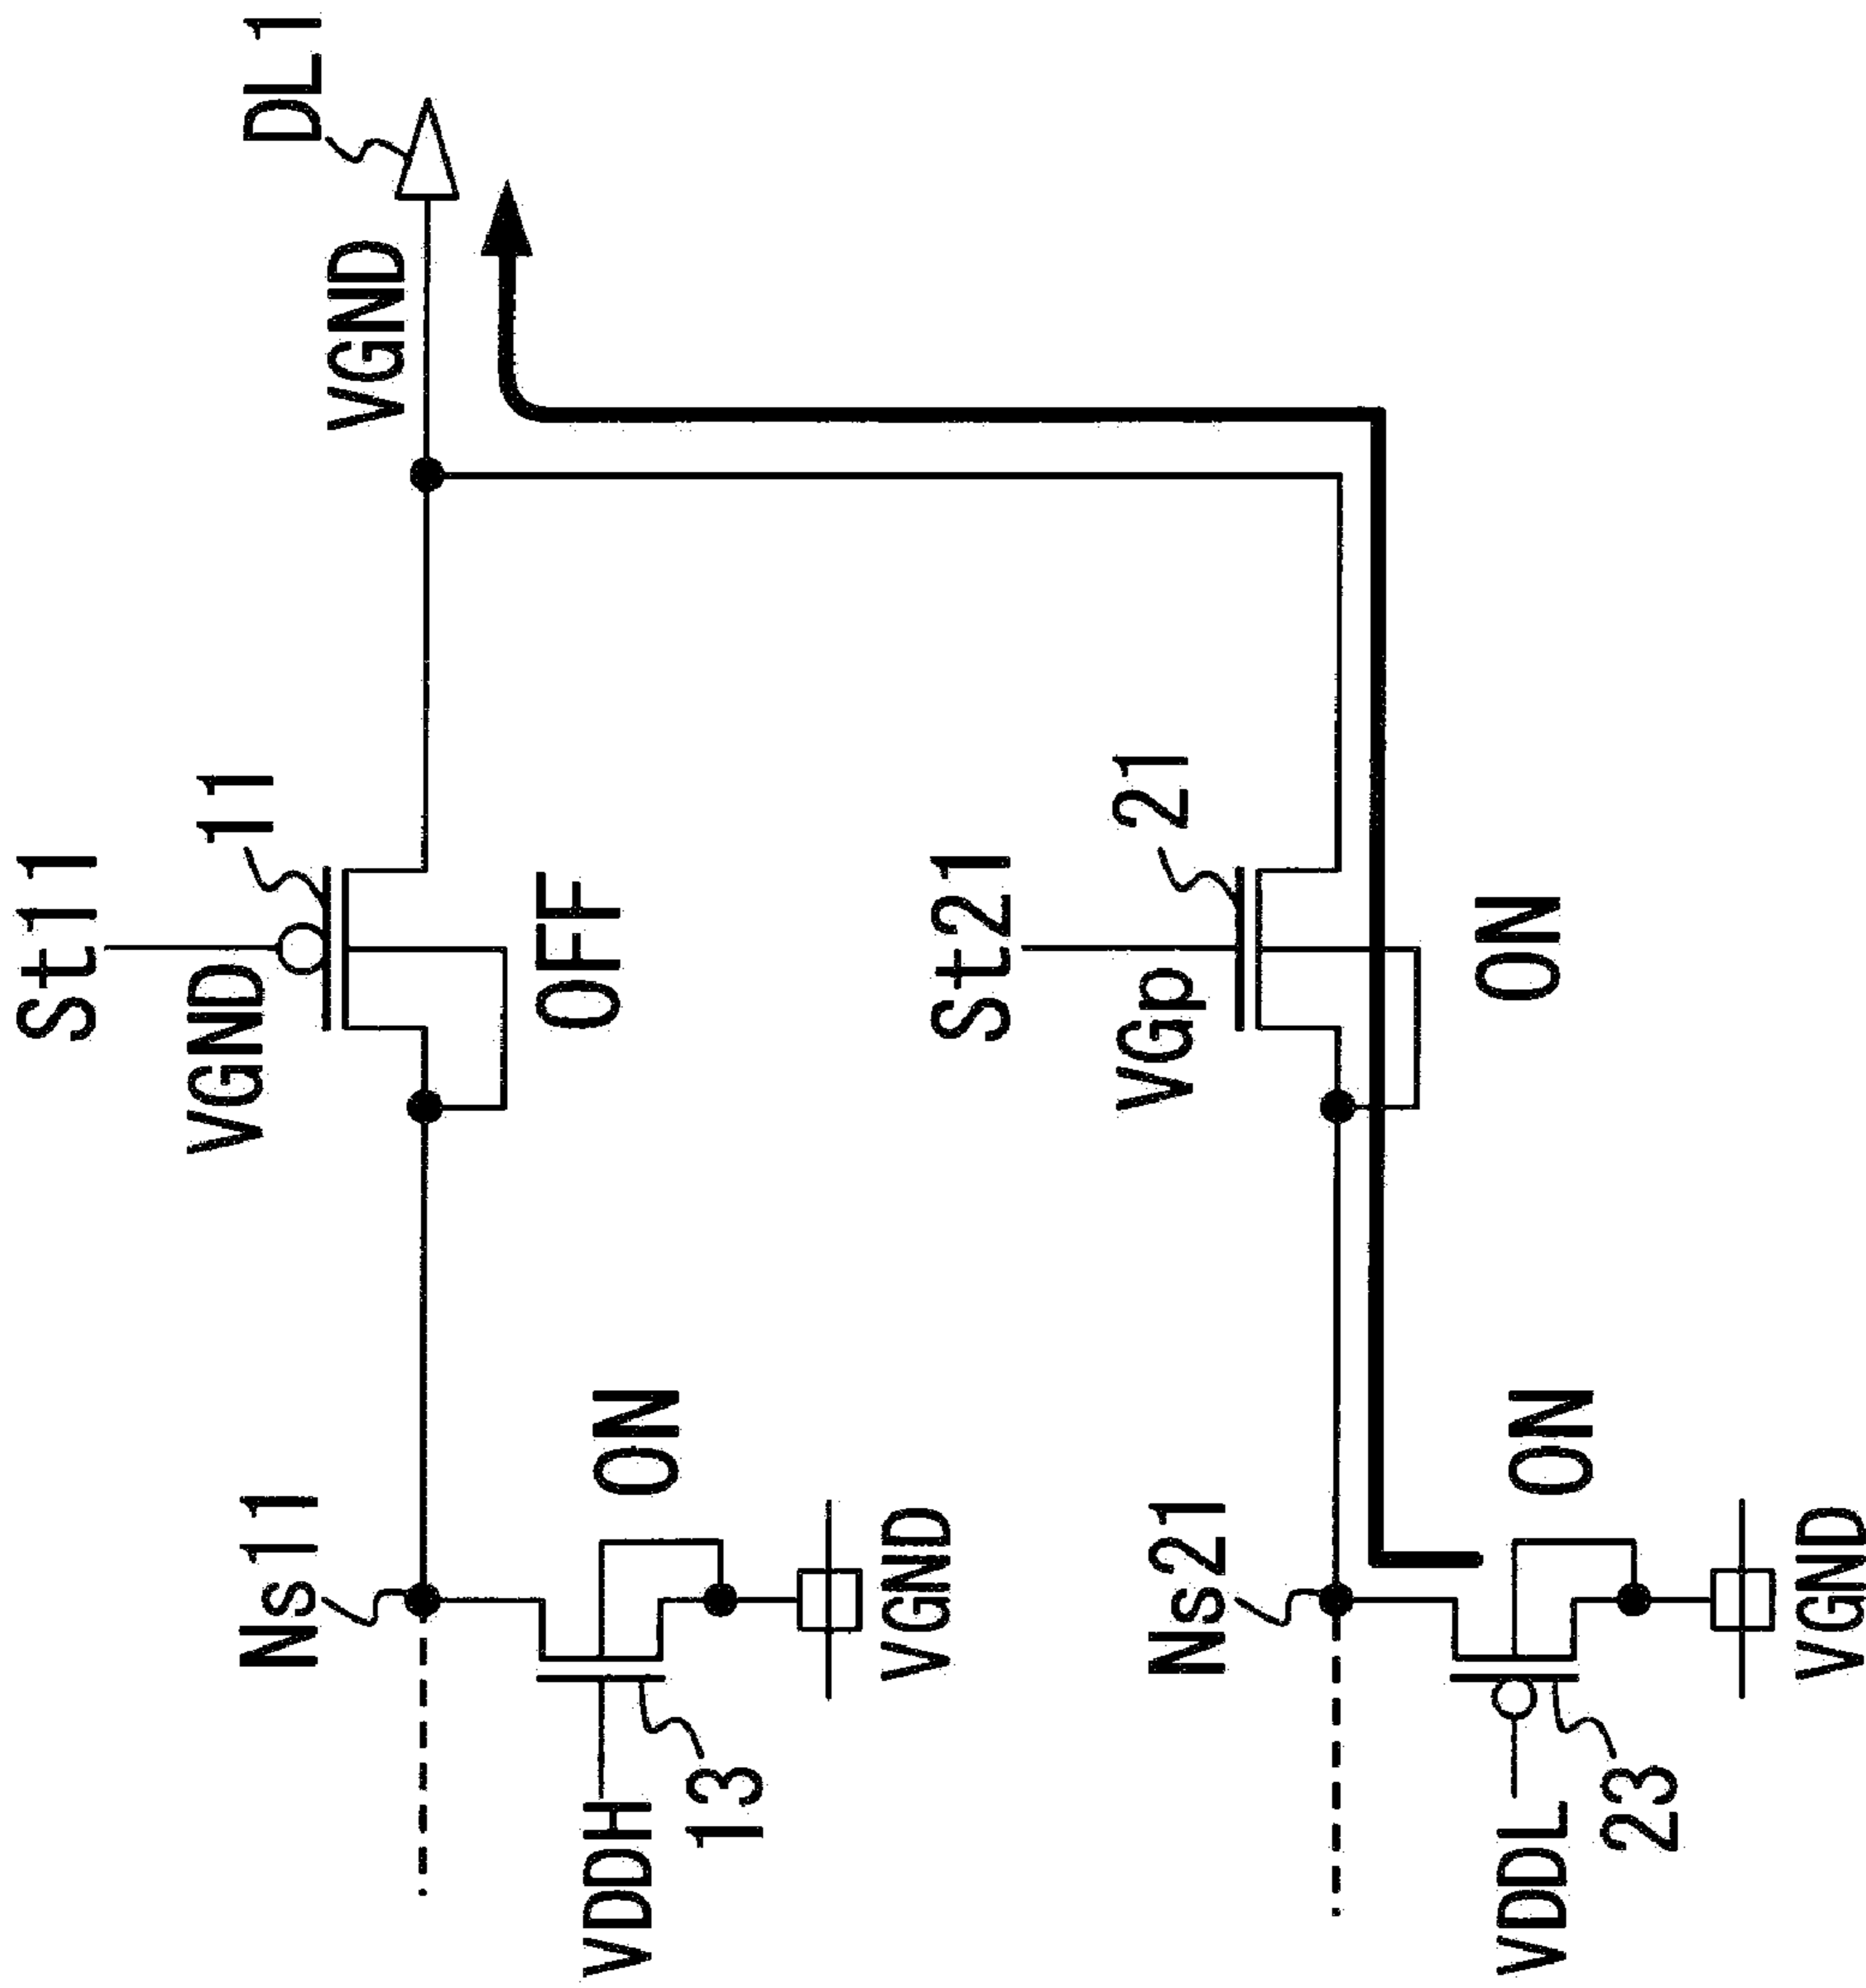 St11
VGND
11
VGND
DL1
OFF
Ns11
ON
VDDH
13
VGND
St21
VGp
21
ON
Ns21
ON
VDDL
23
VGND